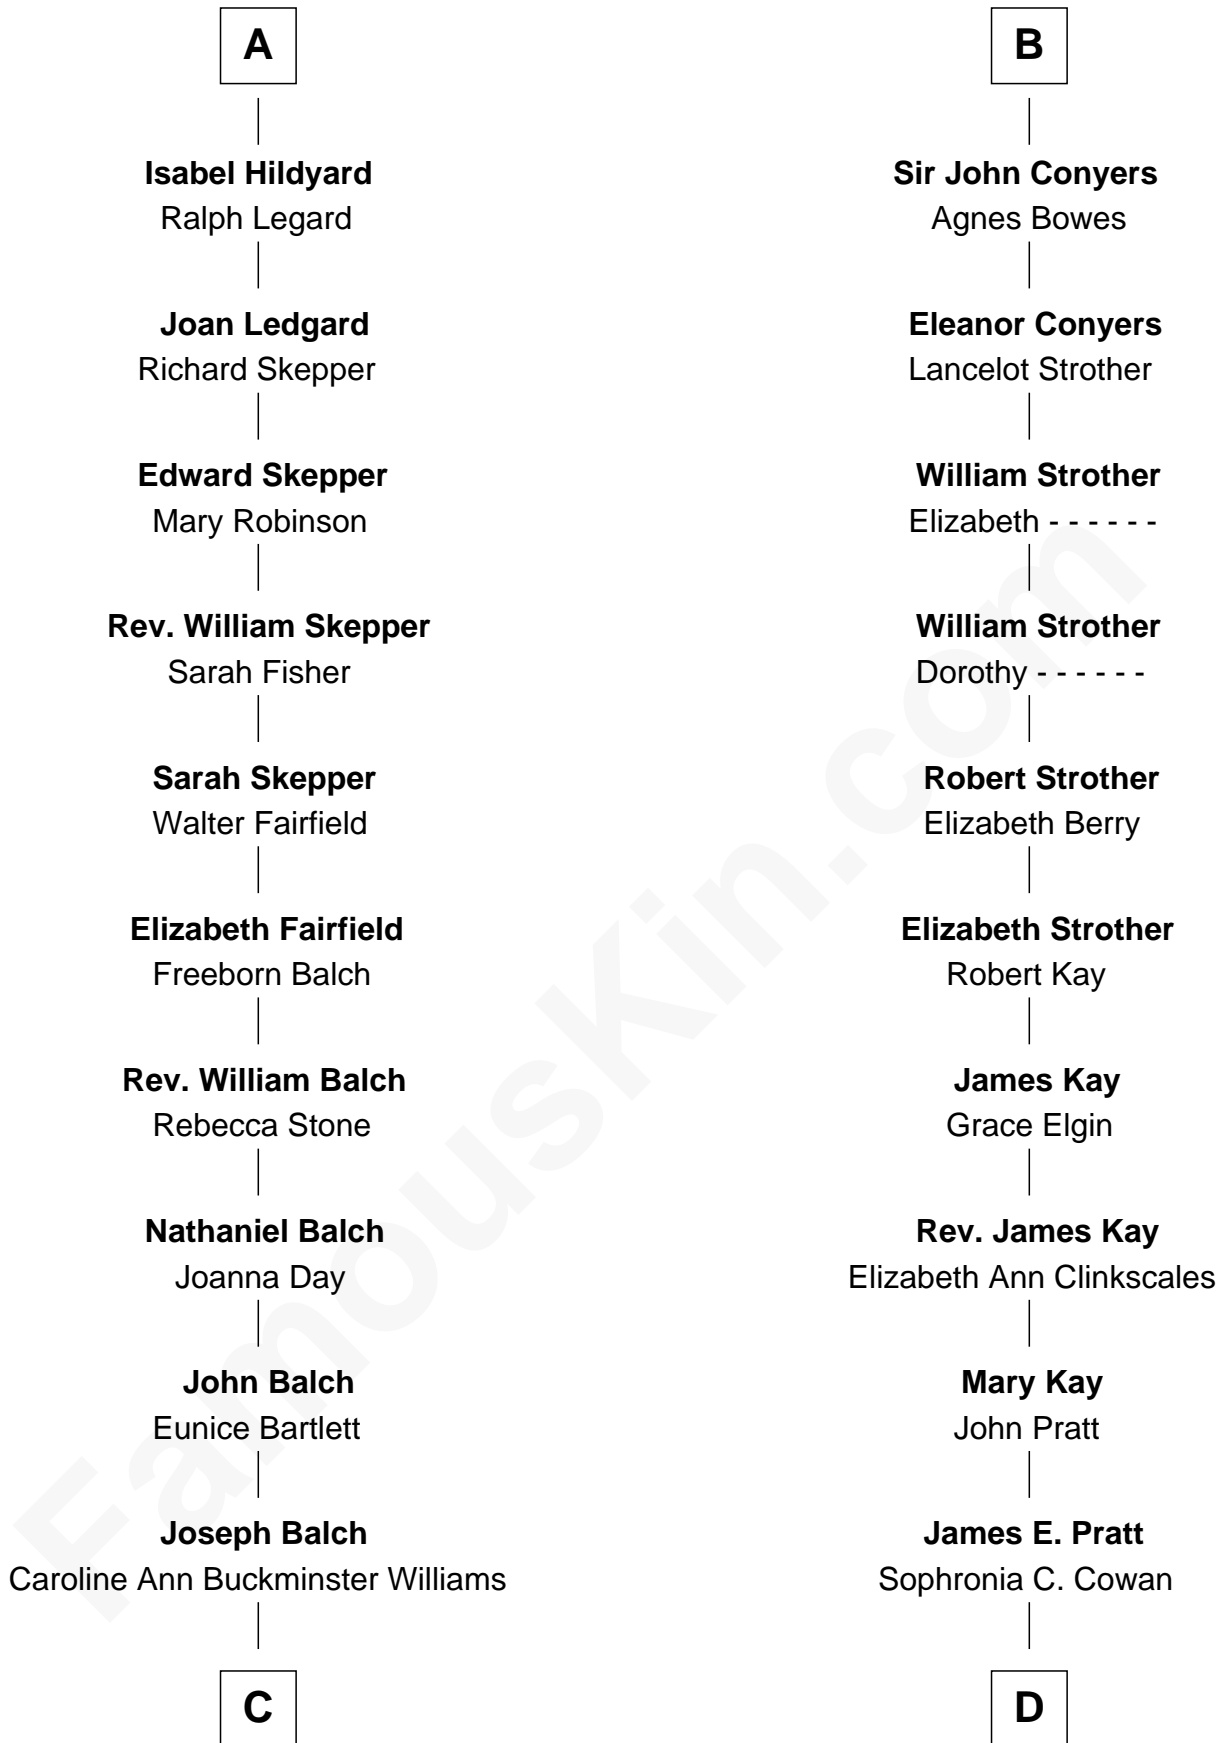 A
Isabel Hildyard
Ralph Legard
Joan Ledgard
Richard Skepper
Edward Skepper
Mary Robinson
Rev. William Skepper
Sarah Fisher
Sarah Skepper
Walter Fairfield
Elizabeth Fairfield
Freeborn Balch
Rev. William Balch
Rebecca Stone
Nathaniel Balch
Joanna Day
John Balch
Eunice Bartlett
Joseph Balch
Caroline Ann Buckminster Williams
C
B
Sir John Conyers
Agnes Bowes
Eleanor Conyers
Lancelot Strother
William Strother
Elizabeth - - - - - -
William Strother
Dorothy - - - - - -
Robert Strother
Elizabeth Berry
Elizabeth Strother
Robert Kay
James Kay
Grace Elgin
Rev. James Kay
Elizabeth Ann Clinkscales
Mary Kay
John Pratt
James E. Pratt
Sophronia C. Cowan
D
FamousKin.com